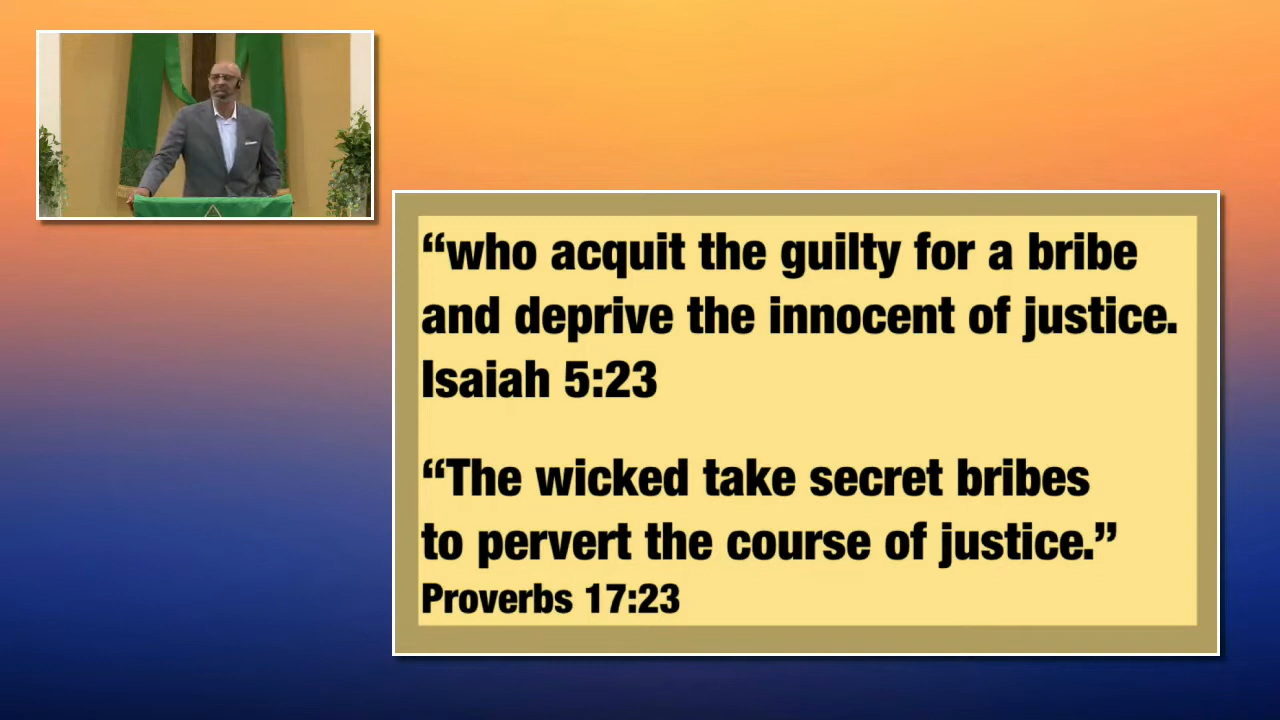 “who acquit the guilty for a bribe
and deprive the innocent of justice.
Isaiah 5:23
“The wicked take secret bribes
to pervert the course of justice.”
Proverbs 17:23